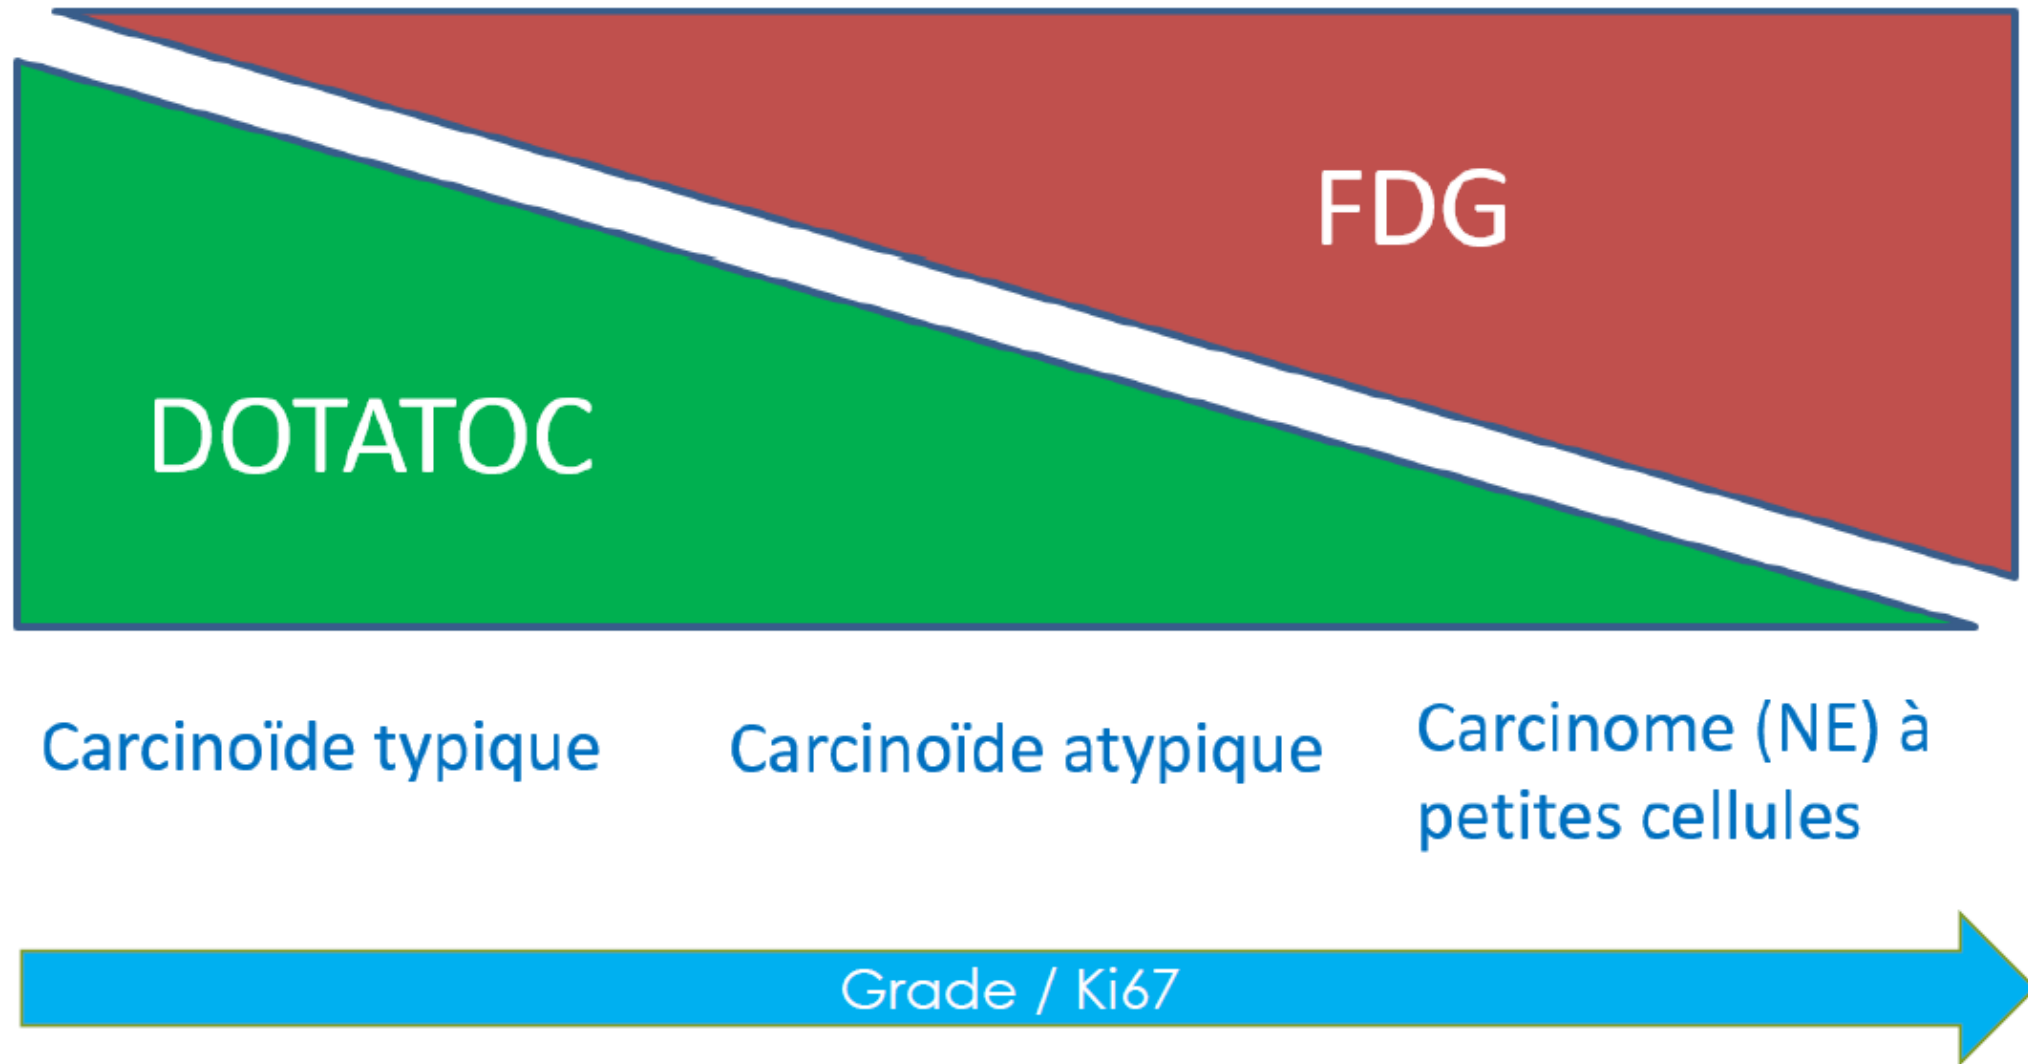 FDG
DOTATOC
Carcinoïde typique
Carcinoïde atypique
Carcinome (NE) à
petites cellules
Grade / Ki67